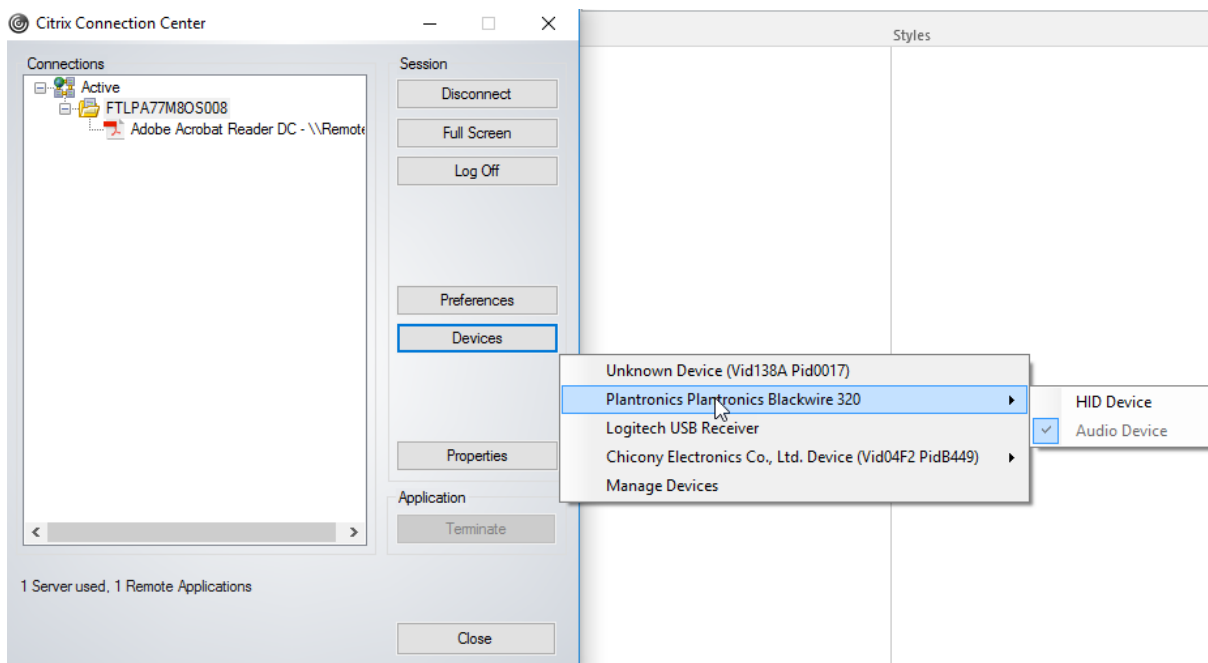 Citrix Connection Center
Styles
Connections
Active
FTLPA77M8OS008
Adobe Acrobat Reader DC - \\Remote
Session
Disconnect
Full Screen
Log Off
Preferences
Devices
Properties
Application
Terminate
Unknown Device (Vid138A Pid0017)
Plantronics Plantronics Blackwire 320
Logitech USB Receiver
Chicony Electronics Co., Ltd. Device (Vid04F2 PidB449)
Manage Devices
HID Device
Audio Device
1 Server used, 1 Remote Applications
Close